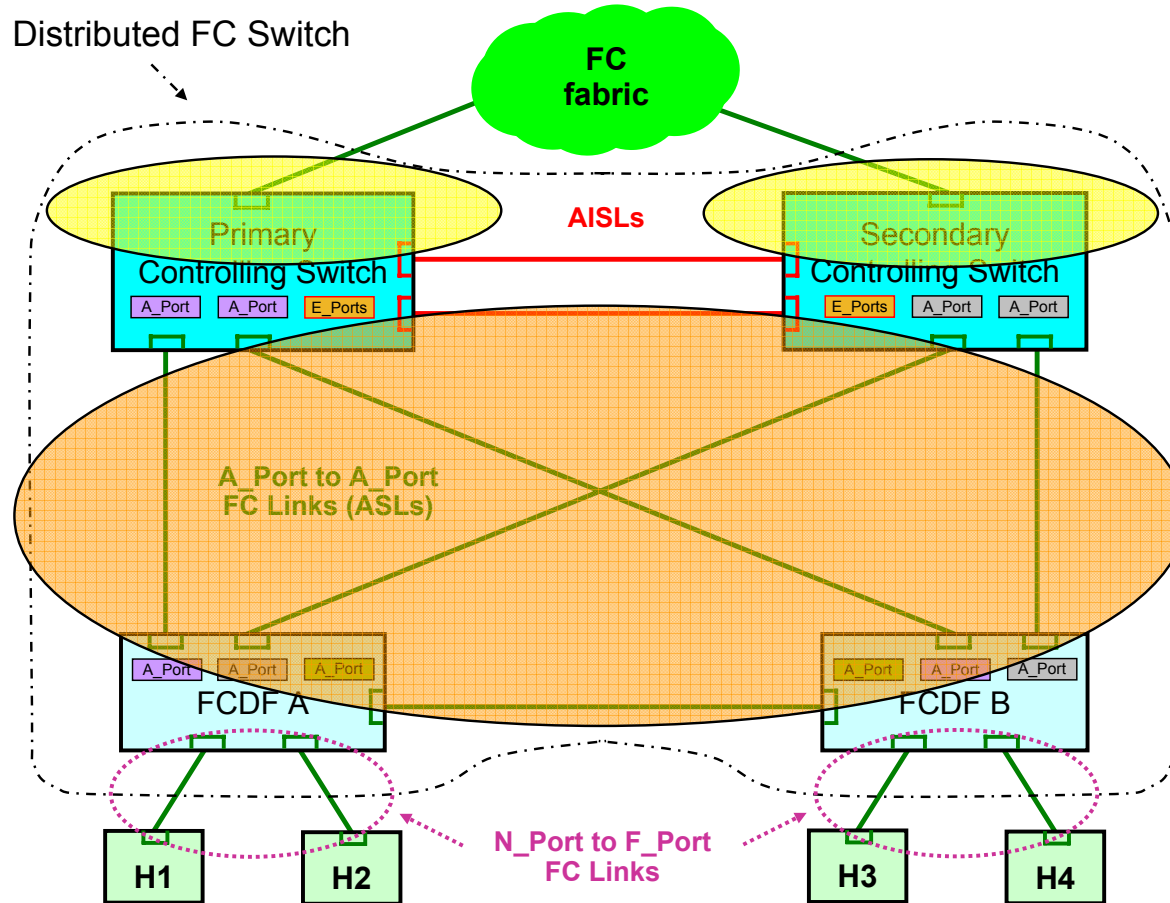 Distributed FC Switch
FC
fabric
AISLs
Primary
Controlling Switch
A_Port A_Port E_Ports
Secondary
Controlling Switch
E_Ports A_Port A_Port
A_Port to A_Port
FC Links (ASLs)
A_Port A_Port A_Port
FCDF A
A_Port A_Port A_Port
FCDF B
N_Port to F_Port
FC Links
H1
H2
H3
H4